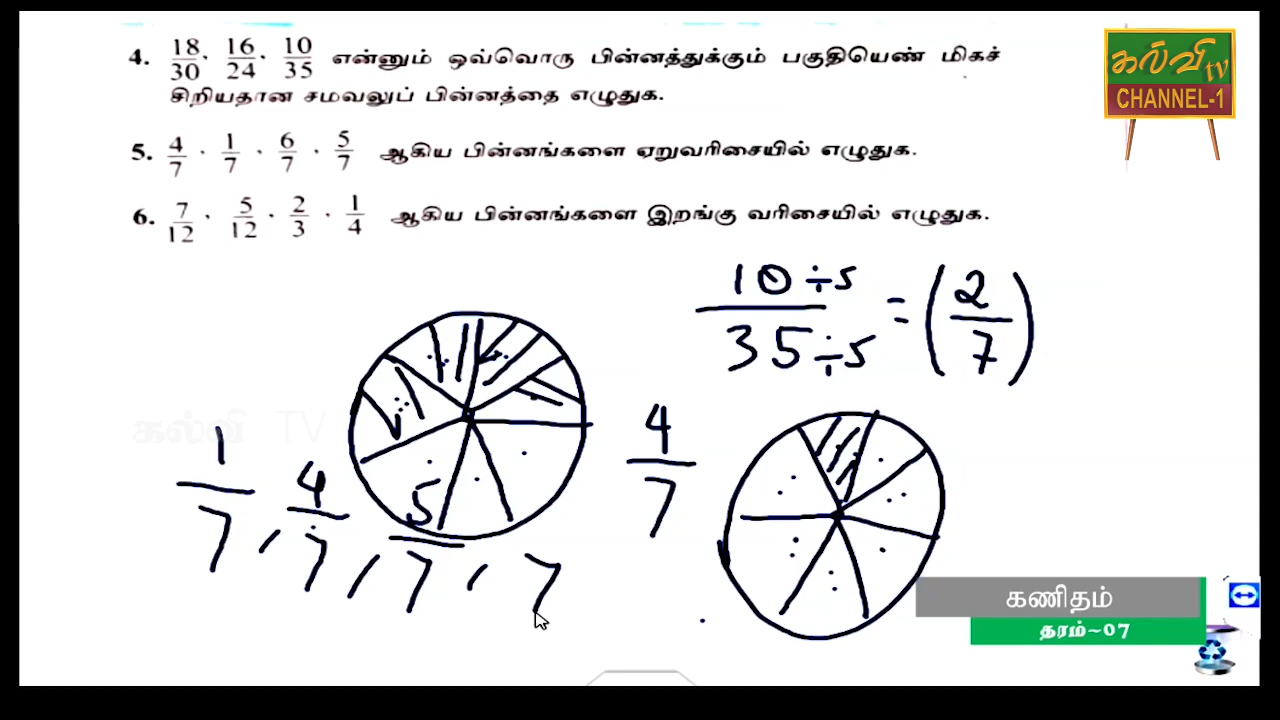 கல்வி tv
CHANNEL-1
4. 18/30, 16/24, 10/35 என்னும் ஒவ்வொரு பின்னத்துக்கும் பகுதியெண் மிகச்
சிறியதான சமவலுப் பின்னத்தை எழுதுக.
5. 4/7, 1/7, 6/7, 5/7 ஆகிய பின்னங்களை ஏறுவரிசையில் எழுதுக.
6. 7/12, 5/12, 2/3, 1/4 ஆகிய பின்னங்களை இறங்கு வரிசையில் எழுதுக.
10÷5/35÷5 = (2/7)
கல்வி TV
4/7
1/7, 4/7, 5/7, 7
கணிதம்
தரம்-07